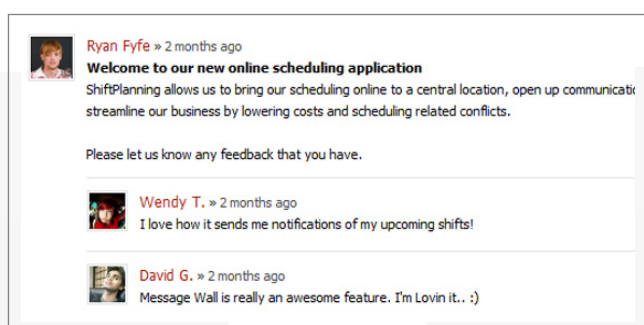 Ryan Fyfe » 2 months ago
Welcome to our new online scheduling application
ShiftPlanning allows us to bring our scheduling online to a central location, open up
streamline our business by lowering costs and scheduling related conflicts.
Please let us know any feedback that you have.
Wendy T. » 2 months ago
I love how it sends me notifications of my upcoming shifts!
David G. » 2 months ago
Message Wall is really an awesome feature. I'm Lovin it.. :)